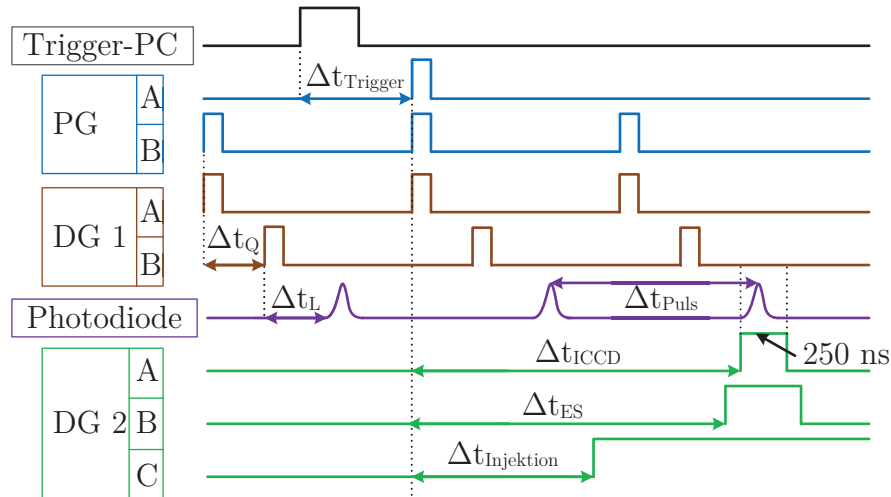 Trigger-PC
Δt_Trigger
PG
A
B
DG 1
A
B
Δt_Q
Photodiode
Δt_L
Δt_Puls
DG 2
A
B
C
Δt_ICCD
250 ns
Δt_ES
Δt_Injektion